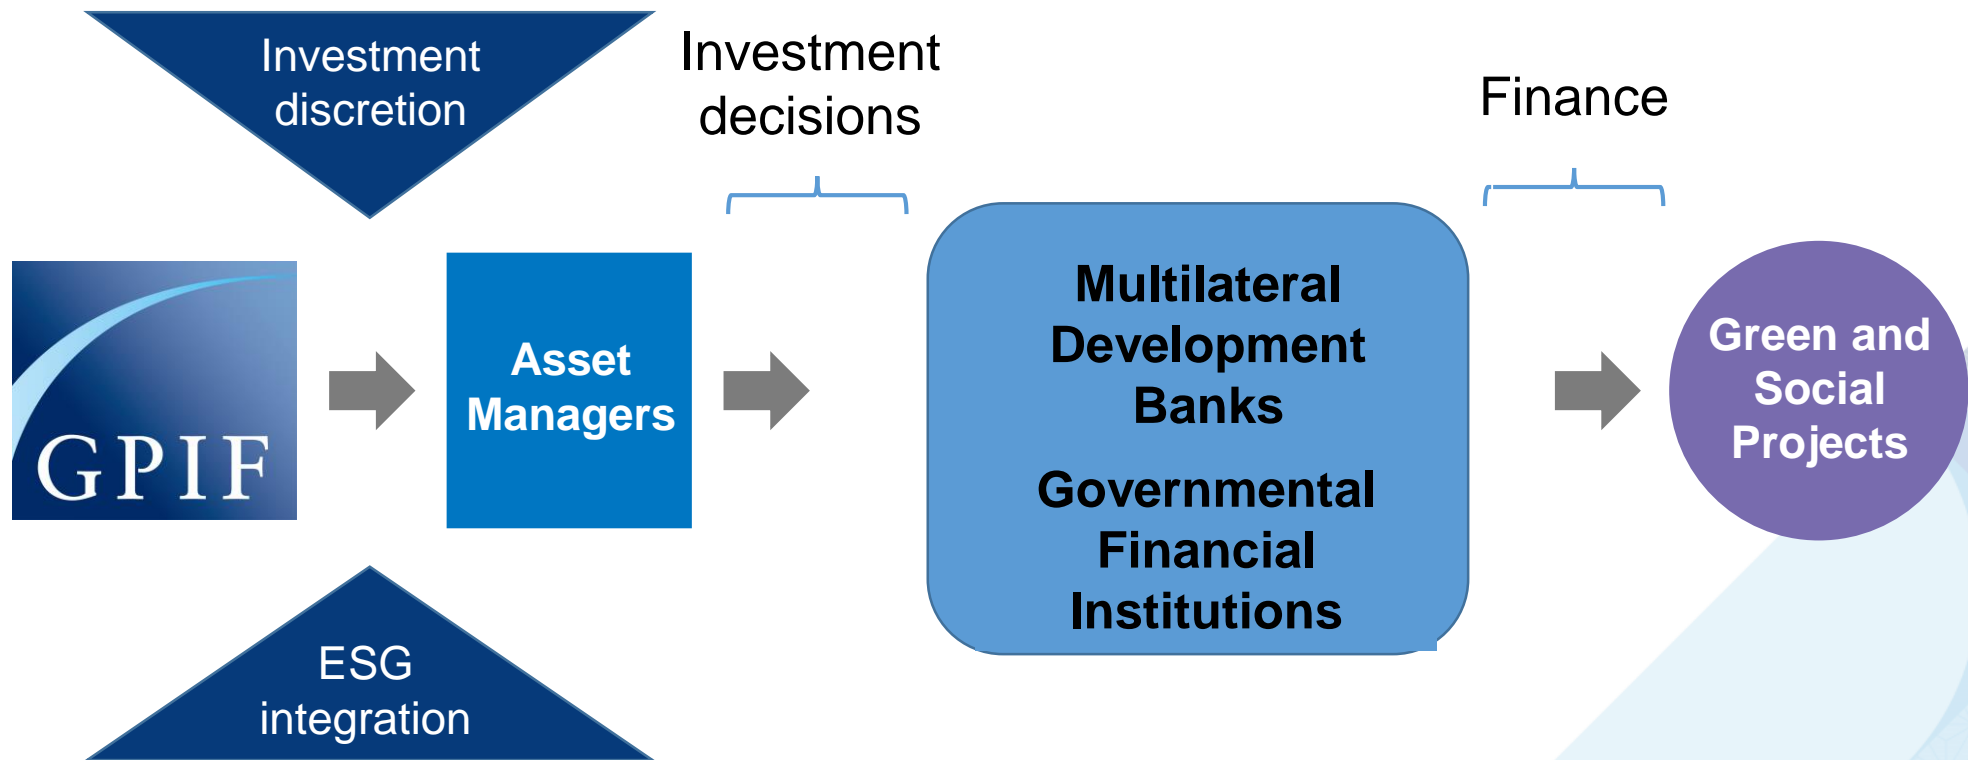 Investment
discretion
Investment
decisions
Finance
GPIF
Asset
Managers
Multilateral
Development
Banks
Governmental
Financial
Institutions
Green and
Social
Projects
ESG
integration